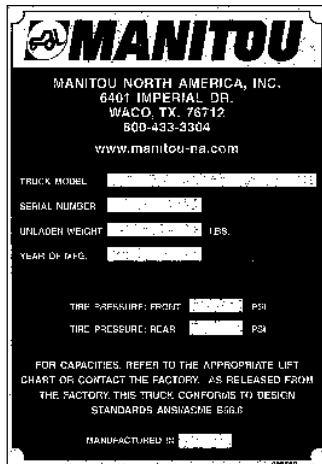 MANITOU
MANITOU NORTH AMERICA, INC.
6401 IMPERIAL DR.
WACO, TX. 76712
800-433-3304
www.manitou-na.com
TRUCK MODEL
SERIAL NUMBER
UNLADEN WEIGHT LBS.
YEAR OF MFG.
TIRE PRESSURE: FRONT PSI
TIRE PRESSURE: REAR PSI
FOR CAPACITIES, REFER TO THE APPROPRIATE LIFT
CHART OR CONTACT THE FACTORY. AS RELEASED FROM
THE FACTORY, THIS TRUCK CONFORMS TO DESIGN
STANDARDS ANSI/ASME B56.6
MANUFACTURED IN